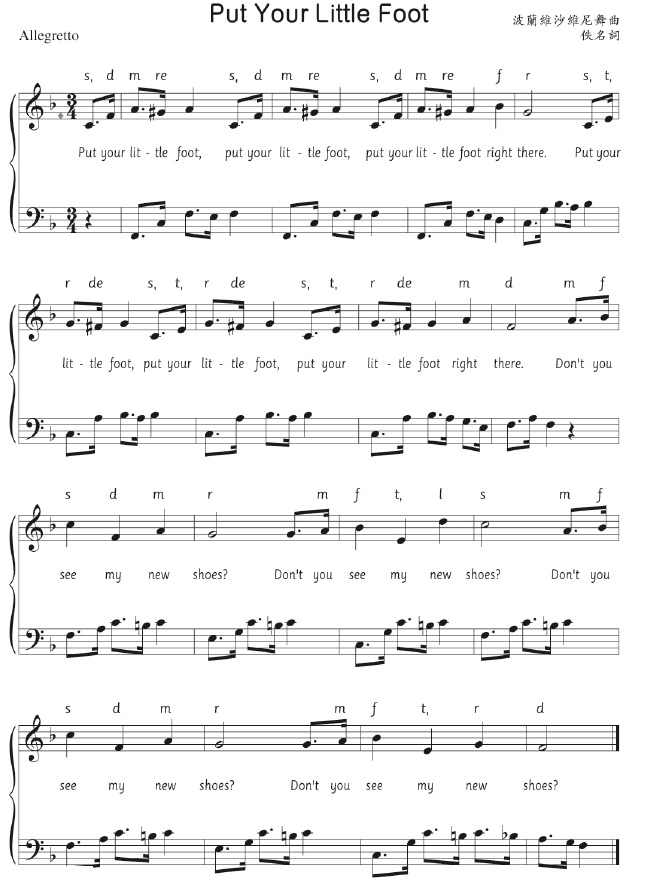 Put Your Little Foot
波蘭維沙維尼舞曲
Allegretto
佚名詞
s, d m re s, d m re s, d m re f r s, t,
3 4
Put your lit - tle foot, put your lit - tle foot, put your lit - tle foot right there. Put your
3 4
r de s, t, r de s, t, r de m d m f
lit - tle foot, put your lit - tle foot, put your lit - tle foot right there. Don't you
s d m r m f t, l s m f
see my new shoes? Don't you see my new shoes? Don't you
s d m r m f t, r d
see my new shoes? Don't you see my new shoes?